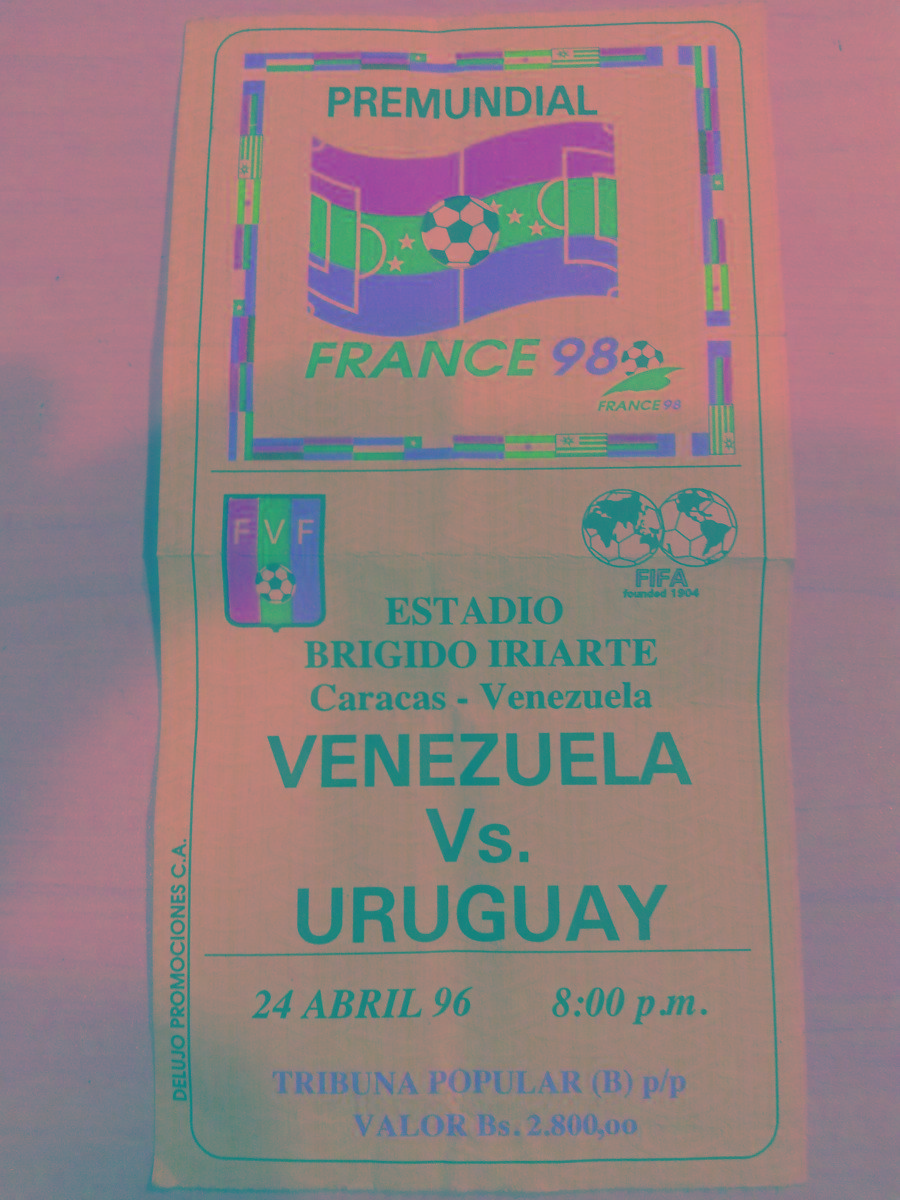 PREMUNDIAL
FRANCE 98
FRANCE 98
F V F
FIFA
founded 1904
ESTADIO
BRIGIDO IRIARTE
Caracas - Venezuela
VENEZUELA
Vs.
URUGUAY
24 ABRIL 96 8:00 p.m.
TRIBUNA POPULAR (B) p/p
VALOR Bs. 2.800,oo
DELUJO PROMOCIONES C.A.